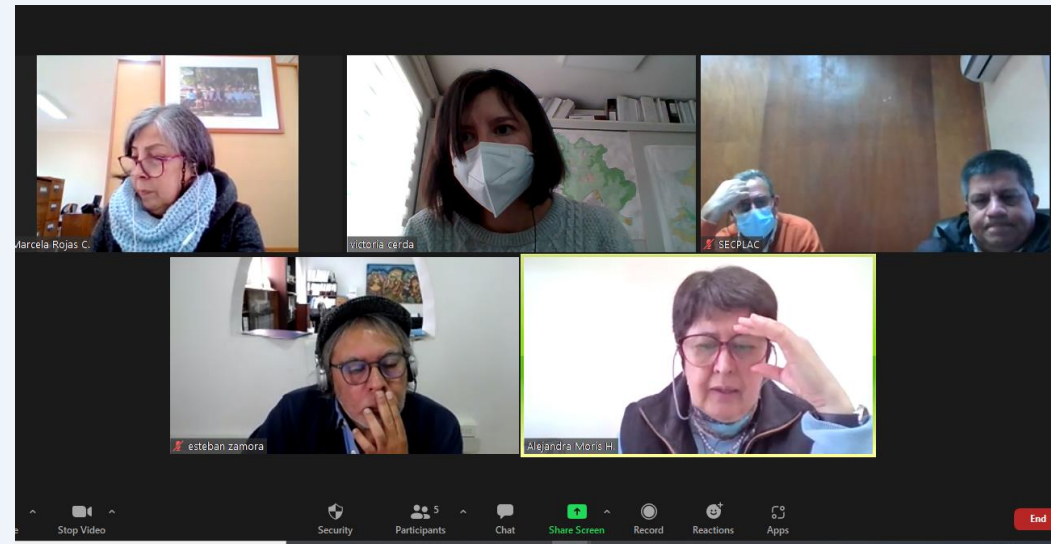 Marcela Rojas C.
victoria cerda
SECPLAC
esteban zamora
Alejandra Moris H.
Stop Video
Security
Participants
5
Chat
Share Screen
Record
Reactions
Apps
End